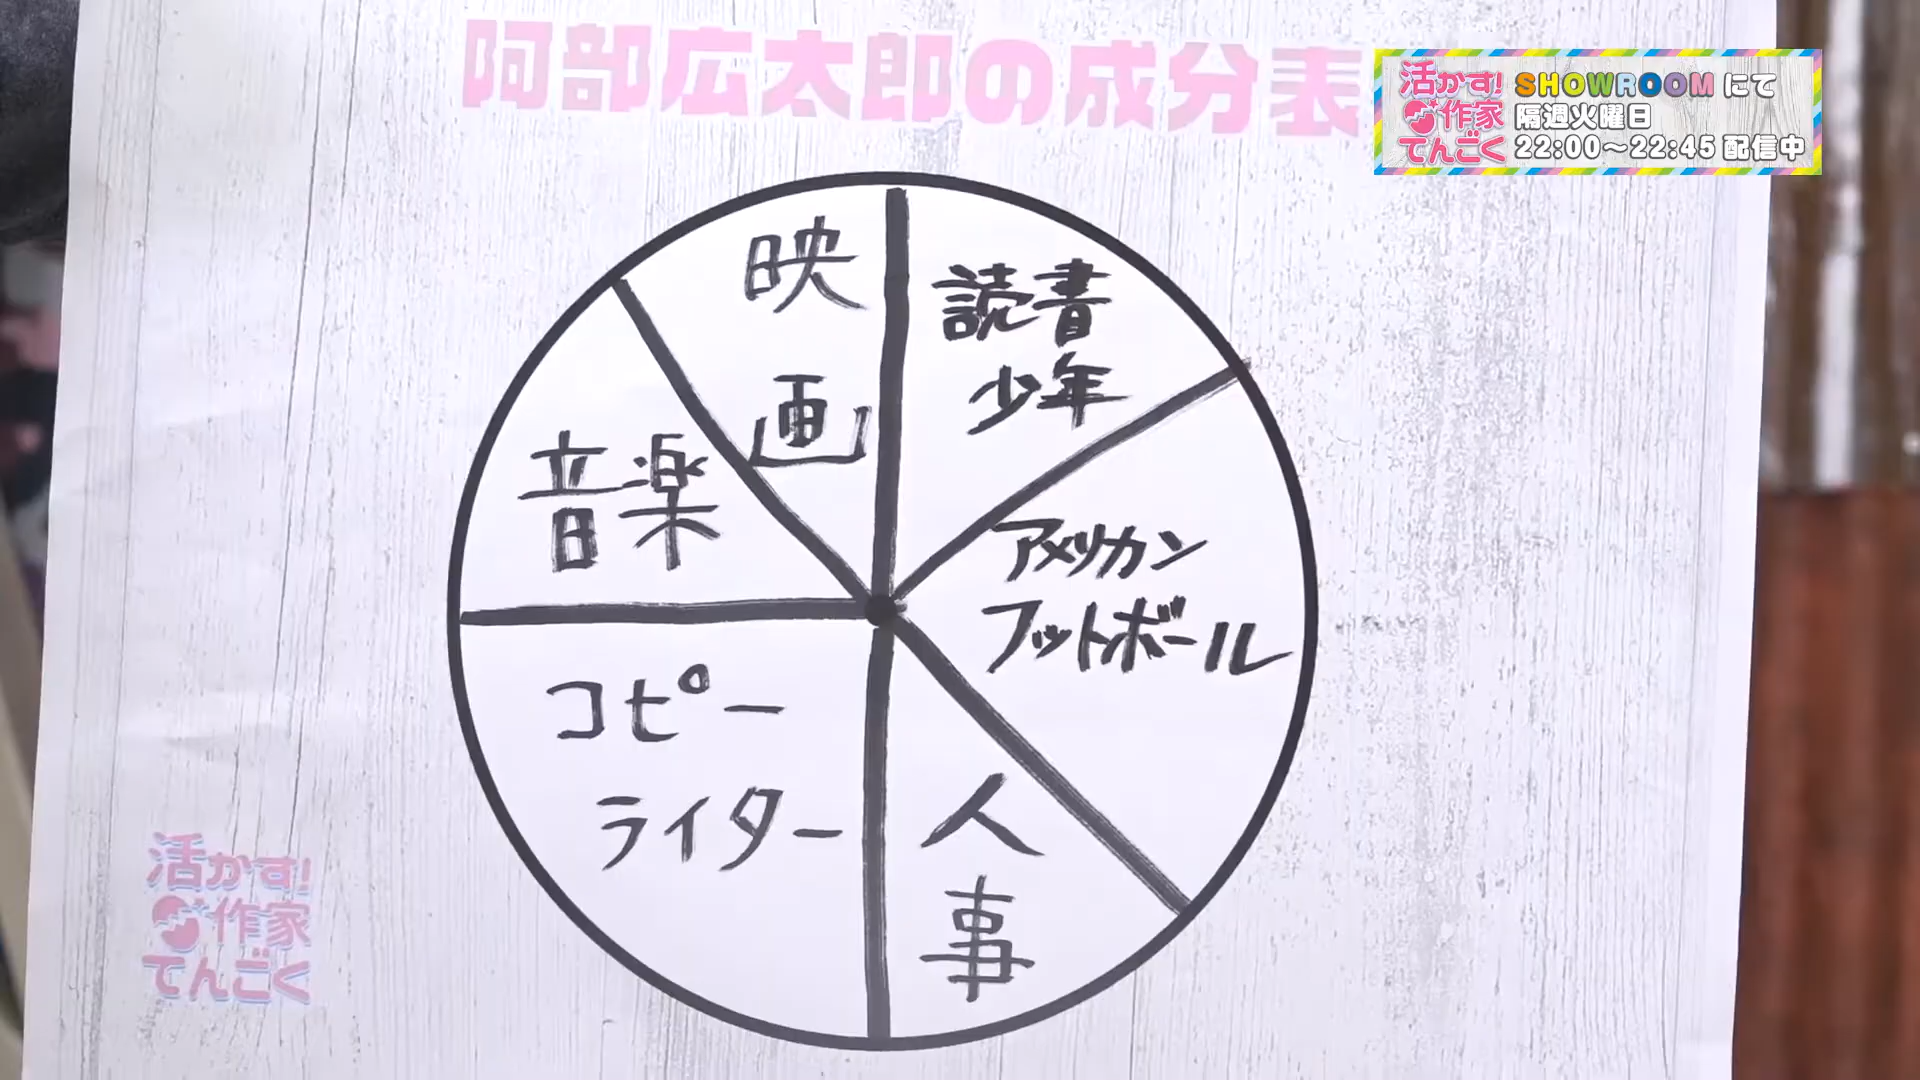 阿部広太郎の成分表
活かす！
作家
てんごく
SHOWROOMにて
隔週火曜日
22:00～22:45配信中
読書
少年
アメリカン
フットボール
人
事
コピー
ライター
音楽
映
画
活かす！
作家
てんごく